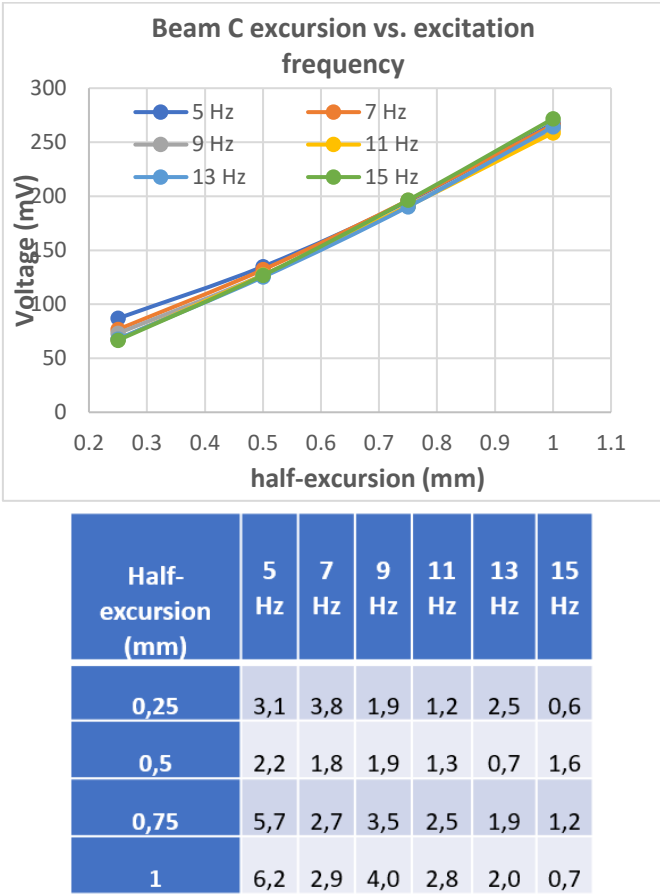 Beam C excursion vs. excitation
frequency
300
250
200
150
100
50
0
Voltage (mV)
5 Hz 7 Hz
9 Hz 11 Hz
13 Hz 15 Hz
0.2 0.3 0.4 0.5 0.6 0.7 0.8 0.9 1 1.1
half-excursion (mm)
Half-
excursion
(mm)
5 7 9 11 13 15
Hz Hz Hz Hz Hz Hz
0,25 3,1 3,8 1,9 1,2 2,5 0,6
0,5 2,2 1,8 1,9 1,3 0,7 1,6
0,75 5,7 2,7 3,5 2,5 1,9 1,2
1 6,2 2,9 4,0 2,8 2,0 0,7